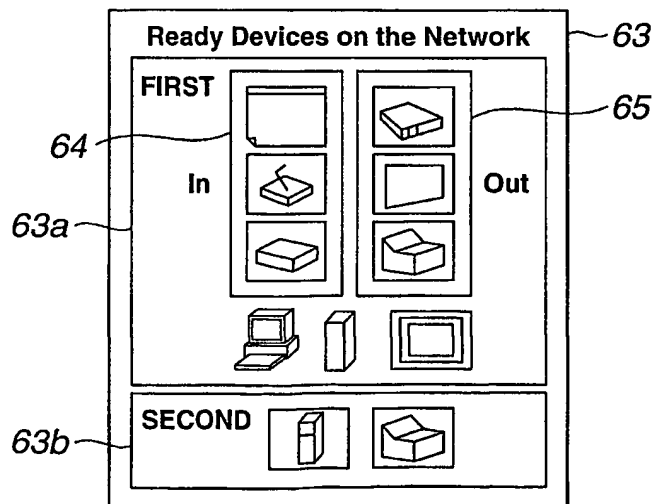 Ready Devices on the Network
63
FIRST
65
64
In
Out
63a
SECOND
63b